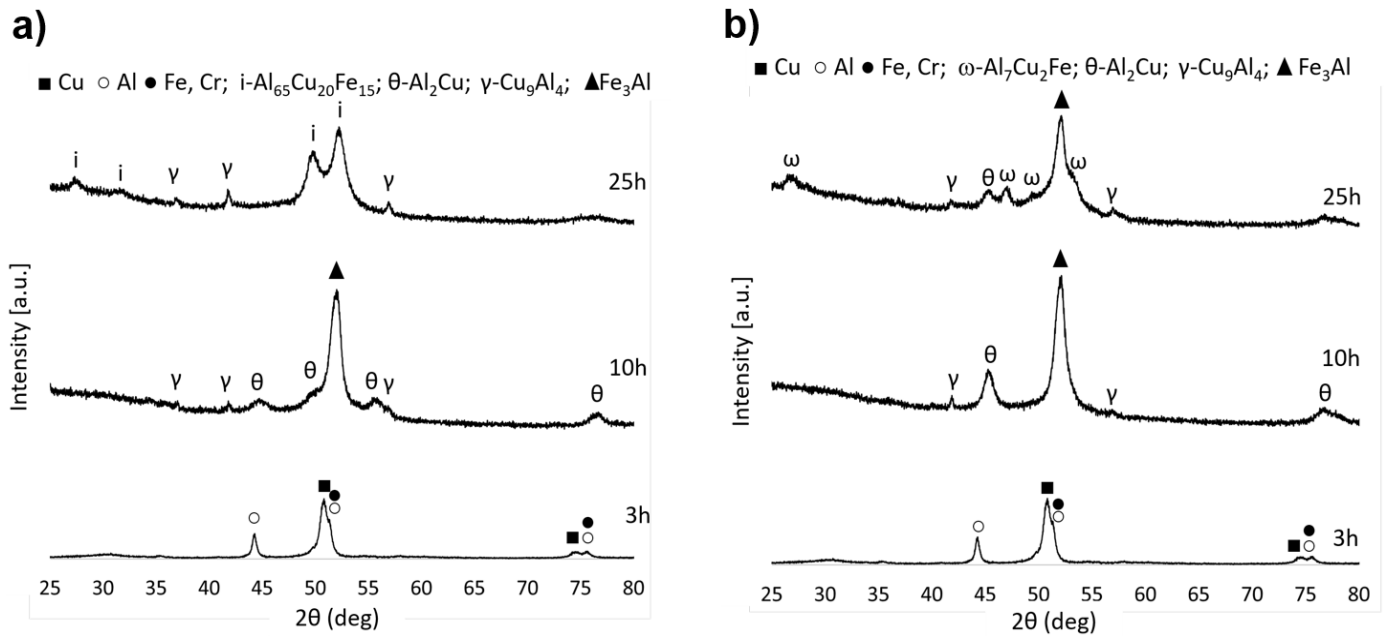 a)
■ Cu ○ Al ● Fe, Cr; i-Al₆₅Cu₂₀Fe₁₅; θ-Al₂Cu; γ-Cu₉Al₄; ▲Fe₃Al
i
i
i
i
γ
γ
γ
25h
Intensity [a.u.]
γ
γ
θ
θ
θ
γ
θ
10h
3h
25 30 35 40 45 50 55 60 65 70 75 80
2θ (deg)
b)
■ Cu ○ Al ● Fe, Cr; ω-Al₇Cu₂Fe; θ-Al₂Cu; γ-Cu₉Al₄; ▲ Fe₃Al
ω
γ
θ
ω
ω
ω
γ
25h
Intensity [a.u.]
γ
θ
γ
θ
10h
3h
25 30 35 40 45 50 55 60 65 70 75 80
2θ (deg)